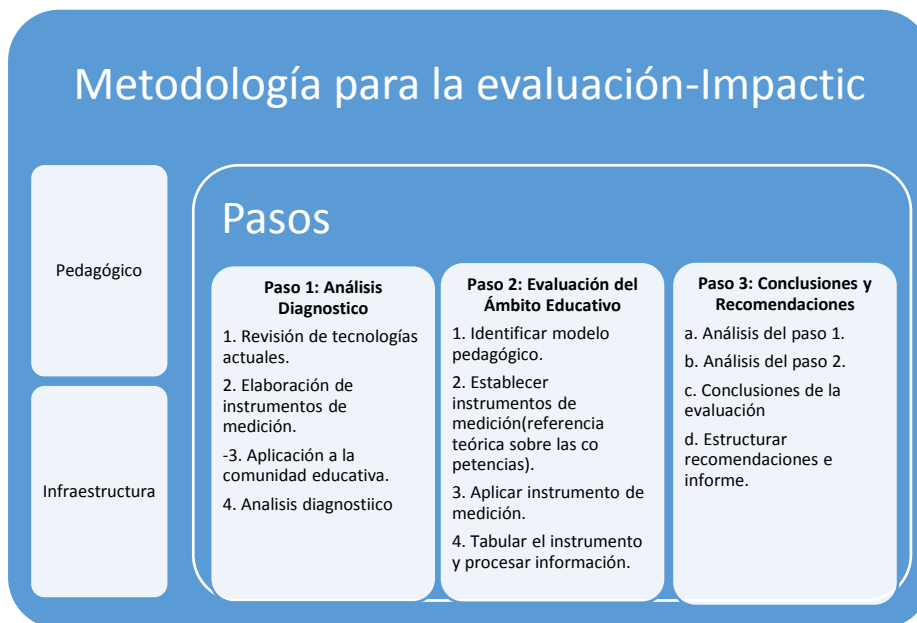 Metodología para la evaluación-Impactic
Pedagógico
Infraestructura
Pasos
Paso 1: Análisis
Diagnostico
1. Revisión de tecnologías
actuales.
2. Elaboración de
instrumentos de
medición.
-3. Aplicación a la
comunidad educativa.
4. Analisis diagnostiico
Paso 2: Evaluación del
Ámbito Educativo
1. Identificar modelo
pedagógico.
2. Establecer
instrumentos de
medición(referencia
teórica sobre las co
petencias).
3. Aplicar instrumento de
medición.
4. Tabular el instrumento
y procesar información.
Paso 3: Conclusiones y
Recomendaciones
a. Análisis del paso 1.
b. Análisis del paso 2.
c. Conclusiones de la
evaluación
d. Estructurar
recomendaciones e
informe.